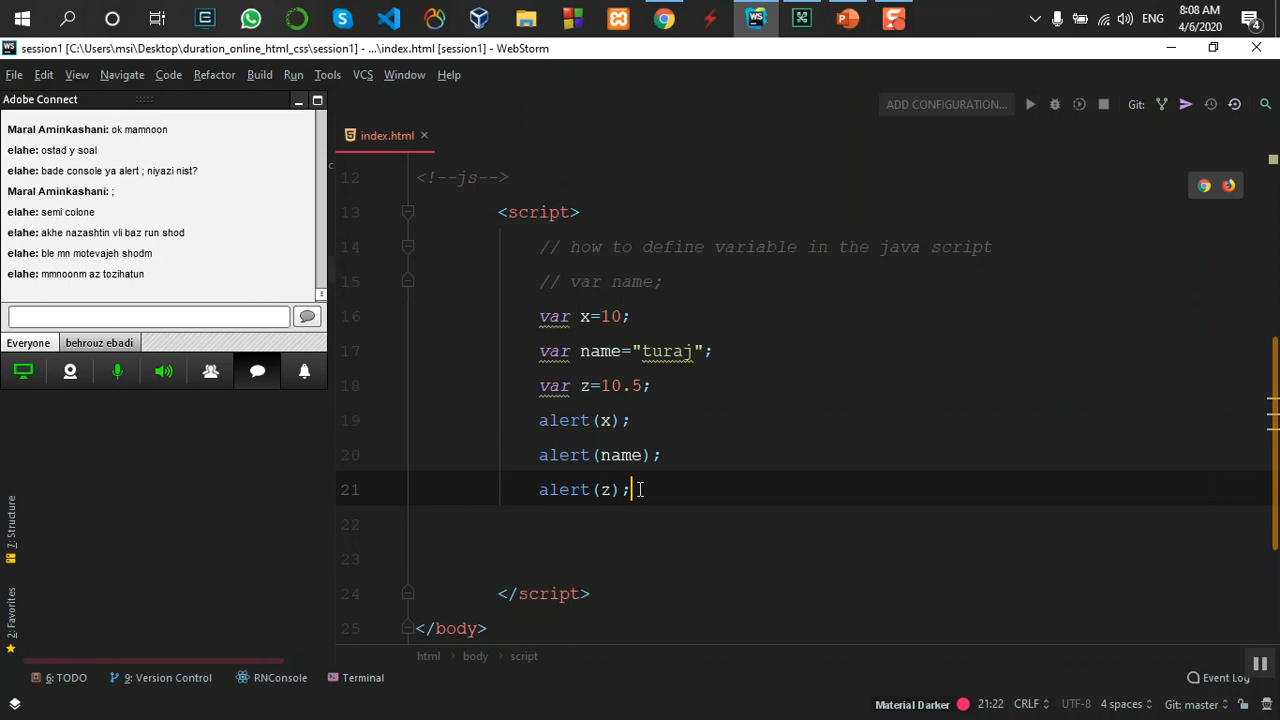 8:08 AM
ENG
4/6/2020
4
session1 [C:\Users\msi\Desktop\duration_online_html_css\session1] - ...\index.html [session1] - WebStorm
File Edit View Navigate Code Refactor Build Run Tools VCS Window Help
Adobe Connect
ADD CONFIGURATION...
Git:
Maral Aminkashani: ok mamnoon
elahe: ostad y soal
elahe: bade console ya alert ; niyazi nist?
Maral Aminkashani: ;
elahe: semi colone
elahe: akhe nazashtin vli baz run shod
elahe: ble mn motevajeh shodm
elahe: mmnoonm az tozihatun
Everyone
behrouz ebadi
index.html
12 <!--js-->
13 <script>
14 // how to define variable in the java script
15 // var name;
16 var x=10;
17 var name="turaj";
18 var z=10.5;
19 alert(x);
20 alert(name);
21 alert(z);
22
23
24 </script>
25 </body>
html body script
7: Structure
2: Favorites
6: TODO
9: Version Control
RNConsole
Terminal
Event Log
Material Darker
21:22 CRLF UTF-8 4 spaces Git: master